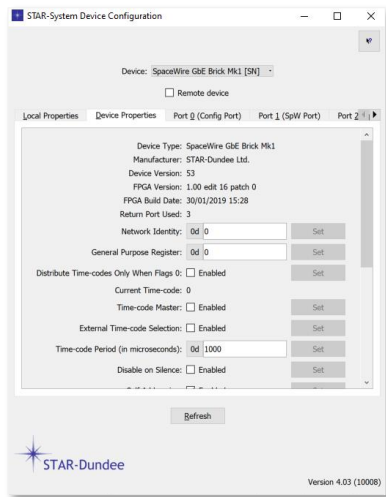 STAR-System Device Configuration
Device: SpaceWire GbE Brick Mk1 [SN]
Remote device
Local Properties Device Properties Port 0 (Config Port) Port 1 (SpW Port) Port 2
Device Type: SpaceWire GbE Brick Mk1
Manufacturer: STAR-Dundee Ltd.
Device Version: 53
FPGA Version: 1.00 edit 16 patch 0
FPGA Build Date: 30/01/2019 15:28
Return Port Used: 3
Network Identity: 0d 0 Set
General Purpose Register: 0d 0 Set
Distribute Time-codes Only When Flags 0: Enabled Set
Current Time-code: 0
Time-code Master: Enabled Set
External Time-code Selection: Enabled Set
Time-code Period (in microseconds): 0d 1000 Set
Disable on Silence: Enabled Set
Refresh
STAR-Dundee
Version 4.03 (10008)